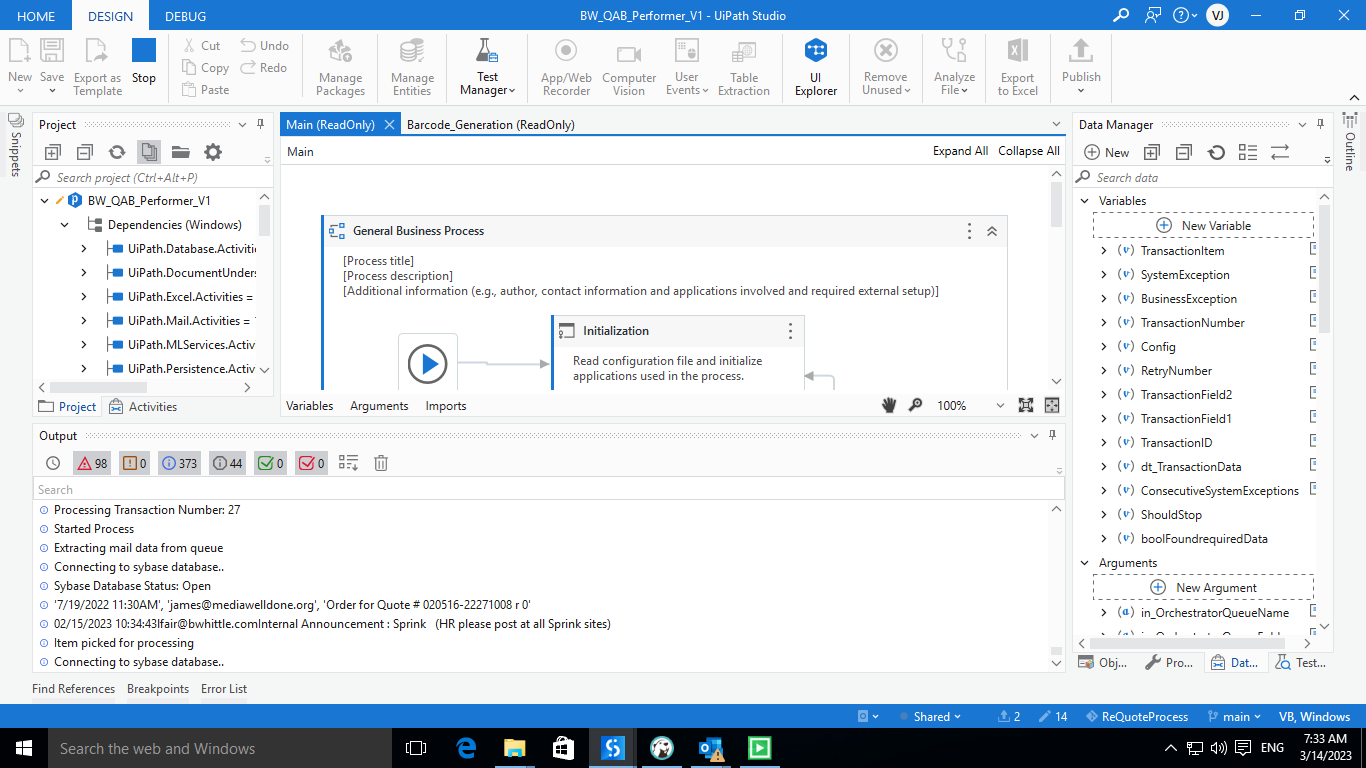 HOME DESIGN DEBUG BW_QAB_Performer_V1 - UiPath Studio VJ
New Save Export as Template Stop Cut Copy Paste Undo Redo Manage Packages Manage Entities Test Manager App/Web Recorder Computer Vision User Events Table Extraction UI Explorer Remove Unused Analyze File Export to Excel Publish
Snippets
Project
Search project (Ctrl+Alt+P)
BW_QAB_Performer_V1
Dependencies (Windows)
UiPath.Database.Activitie
UiPath.DocumentUnders
UiPath.Excel.Activities =
UiPath.Mail.Activities =
UiPath.MLServices.Activ
UiPath.Persistence.Activ
Project Activities
Main (ReadOnly) Barcode_Generation (ReadOnly)
Main Expand All Collapse All
General Business Process
[Process title]
[Process description]
[Additional information (e.g., author, contact information and applications involved and required external setup)]
Initialization
Read configuration file and initialize
applications used in the process.
Variables Arguments Imports 100%
Output
98 0 373 44 0 0
Search
Processing Transaction Number: 27
Started Process
Extracting mail data from queue
Connecting to sybase database..
Sybase Database Status: Open
'7/19/2022 11:30AM', 'james@mediawelldone.org', 'Order for Quote # 020516-22271008 r 0'
02/15/2023 10:34:43lfair@bwhittle.comInternal Announcement : Sprink (HR please post at all Sprink sites)
Item picked for processing
Connecting to sybase database..
Data Manager
New
Search data
Variables
New Variable
TransactionItem
SystemException
BusinessException
TransactionNumber
Config
RetryNumber
TransactionField2
TransactionField1
TransactionID
dt_TransactionData
ConsecutiveSystemExceptions
ShouldStop
boolFoundrequiredData
Arguments
New Argument
in_OrchestratorQueueName
Obj... Pro... Dat... Test...
Outline
Find References Breakpoints Error List
Shared 2 14 ReQuoteProcess main VB, Windows
Search the web and Windows ENG 7:33 AM
3/14/2023